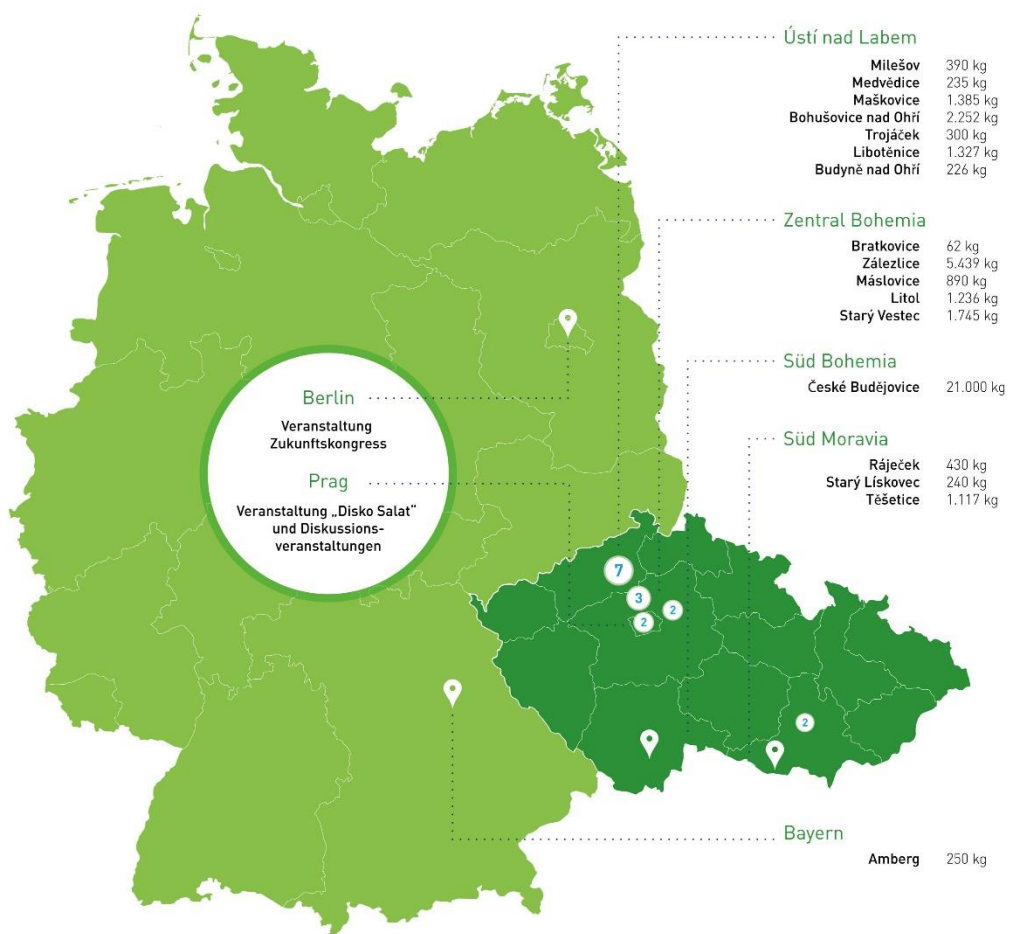 Ústí nad Labem
Milešov 390 kg
Medvědice 235 kg
Maškovice 1.385 kg
Bohušovice nad Ohří 2.252 kg
Trojáček 300 kg
Libotěnice 1.327 kg
Budyně nad Ohří 226 kg
Zentral Bohemia
Bratkovice 62 kg
Zálezlice 5.439 kg
Máslovice 890 kg
Litol 1.236 kg
Starý Vestec 1.745 kg
Süd Bohemia
České Budějovice 21.000 kg
Süd Moravia
Ráječek 430 kg
Starý Lískovec 240 kg
Těšetice 1.117 kg
Berlin
Veranstaltung
Zukunftskongress
Prag
Veranstaltung „Disko Salat“
und Diskussions-
veranstaltungen
7
3
2
2
2
Bayern
Amberg 250 kg